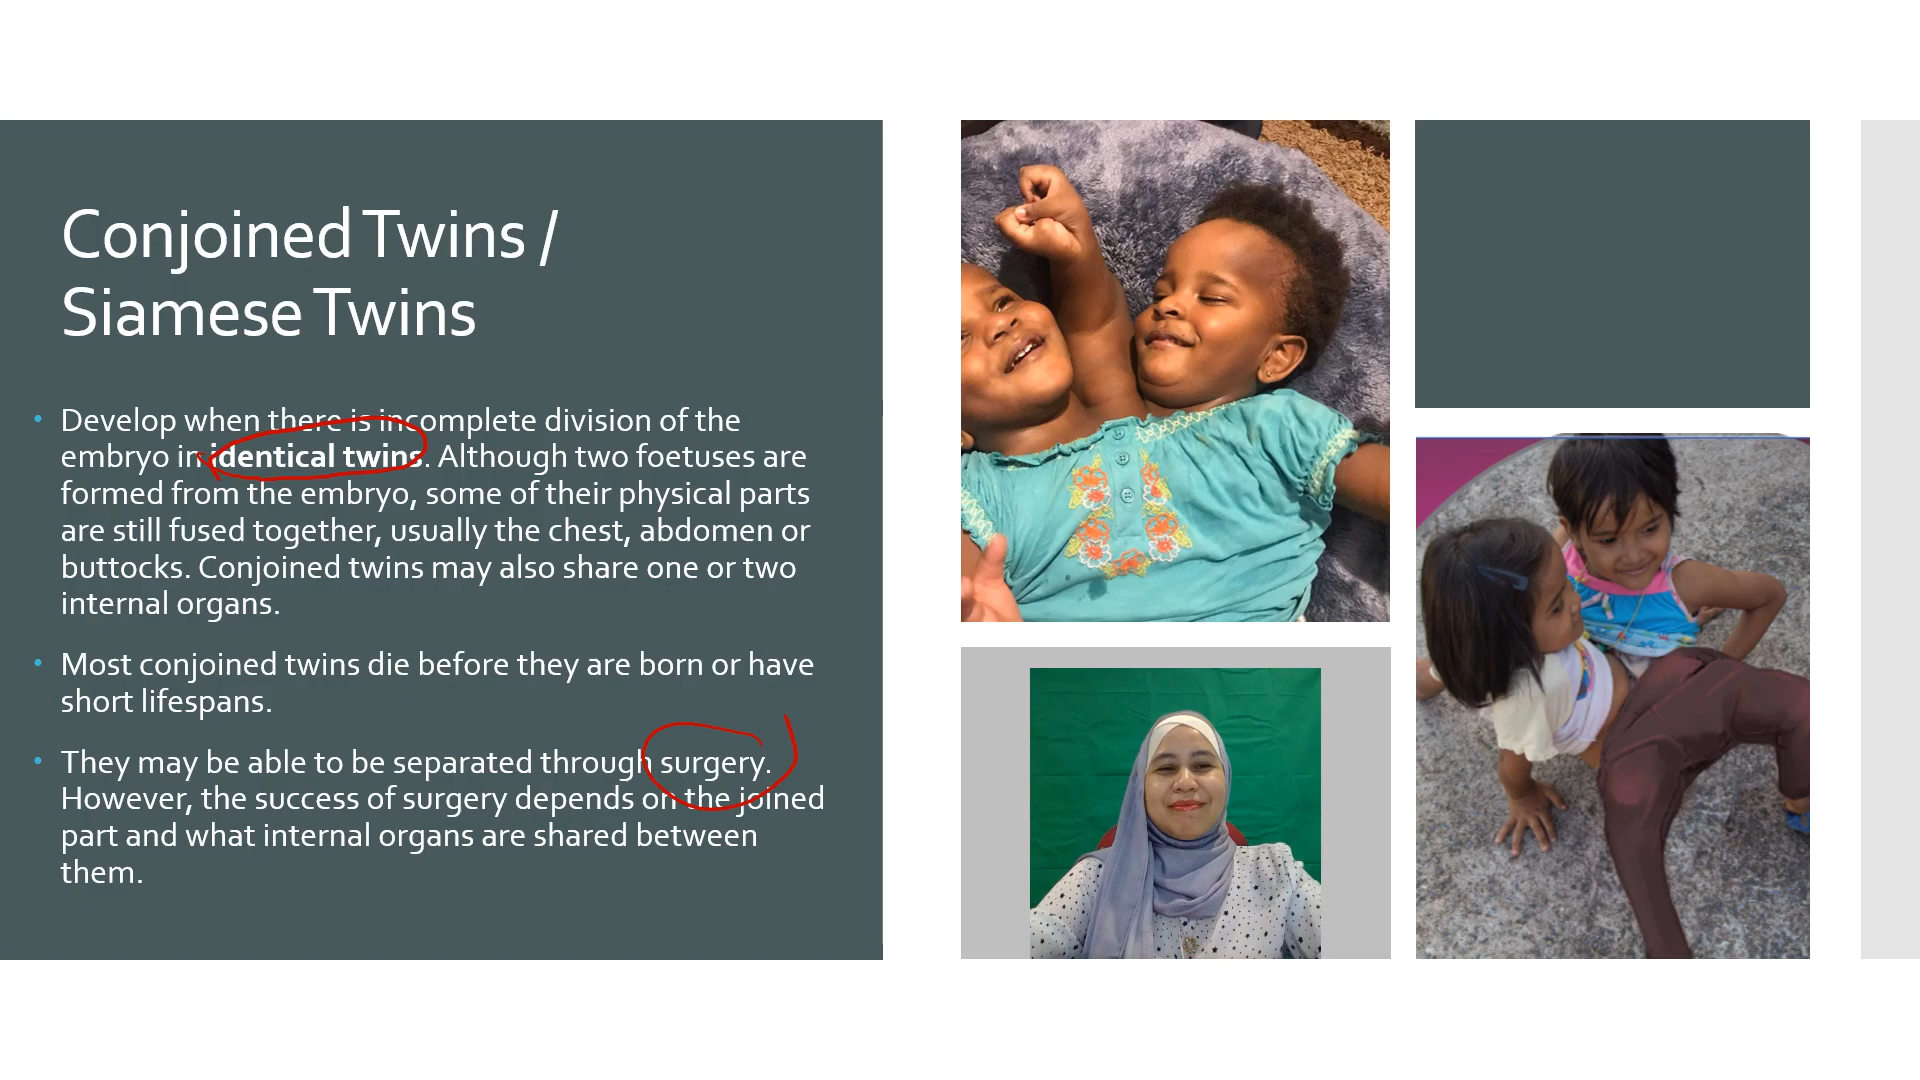 Conjoined Twins /
Siamese Twins
• Develop when there is incomplete division of the
embryo in identical twins. Although two foetuses are
formed from the embryo, some of their physical parts
are still fused together, usually the chest, abdomen or
buttocks. Conjoined twins may also share one or two
internal organs.
• Most conjoined twins die before they are born or have
short lifespans.
• They may be able to be separated through surgery.
However, the success of surgery depends on the joined
part and what internal organs are shared between
them.